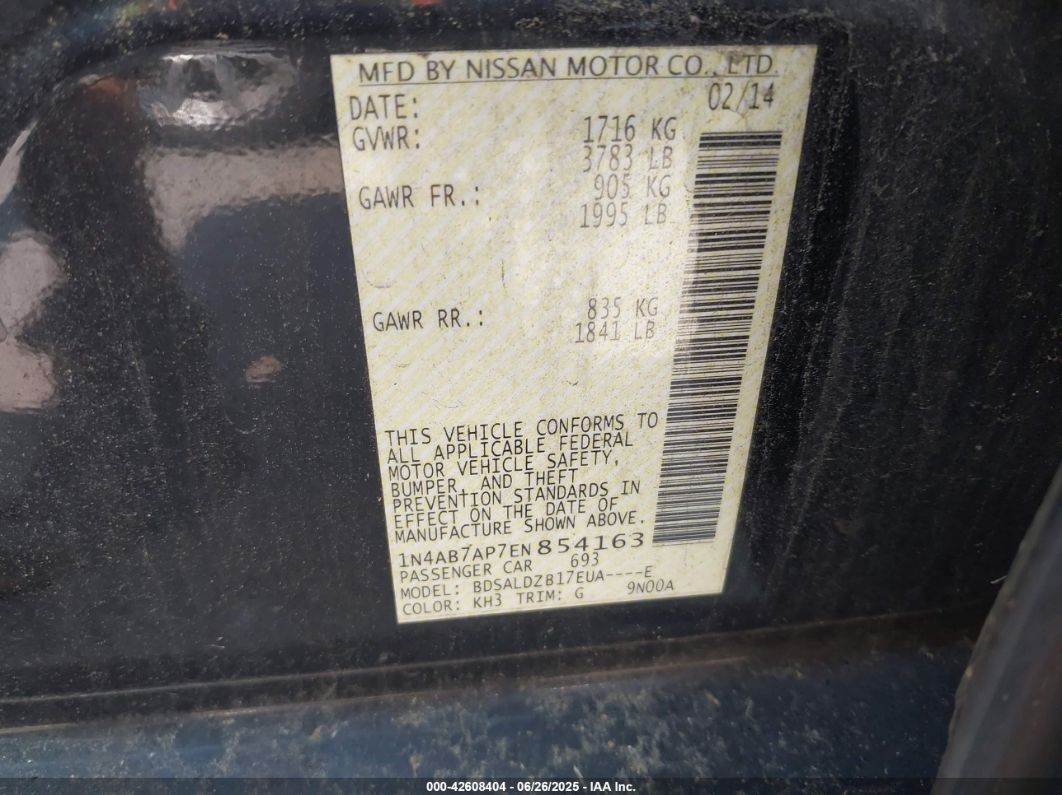 MFD BY NISSAN MOTOR CO., LTD.
DATE: 02/14
GVWR: 1716 KG
3783 LB
GAWR FR.: 905 KG
1995 LB
GAWR RR.: 835 KG
1841 LB
THIS VEHICLE CONFORMS TO
ALL APPLICABLE FEDERAL
MOTOR VEHICLE SAFETY,
BUMPER, AND THEFT
PREVENTION STANDARDS IN
EFFECT ON THE DATE OF
MANUFACTURE SHOWN ABOVE.
1N4AB7AP7EN854163
PASSENGER CAR 693
MODEL: BDSALDZB17EUA----E
COLOR: KH3 TRIM: G 9N00A
000-42608404 - 06/26/2025 - IAA Inc.